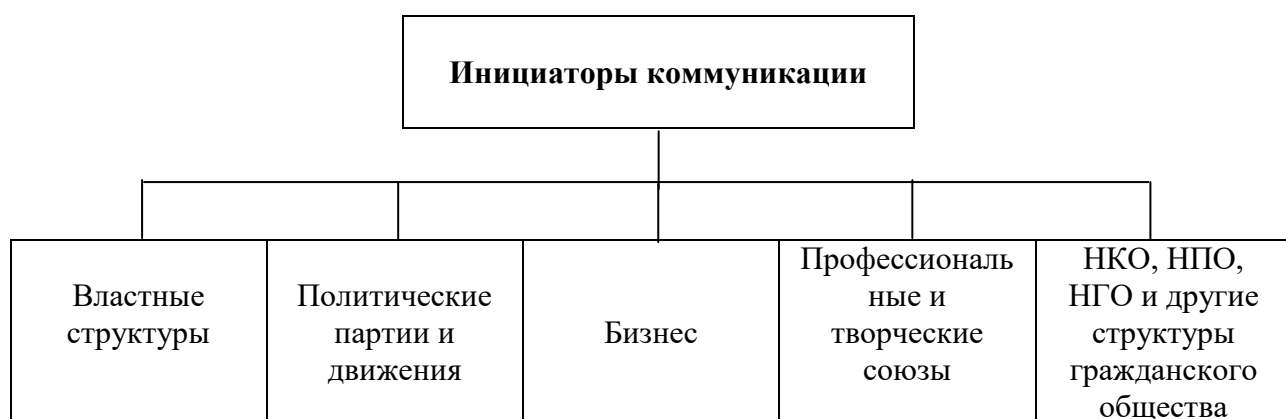 Инициаторы коммуникации
Властные
структуры
Политические
партии и
движения
Бизнес
Профессиональ
ные и
творческие
союзы
НКО, НПО,
НГО и другие
структуры
гражданского
общества